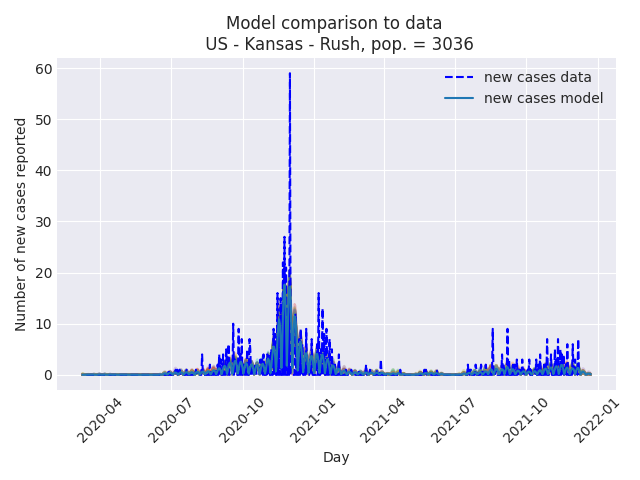 Model comparison to data
US - Kansas - Rush, pop. = 3036
new cases data
new cases model
Number of new cases reported
60
50
40
30
20
10
0
2020-04
2020-07
2020-10
2021-01
2021-04
2021-07
2021-10
2022-01
Day